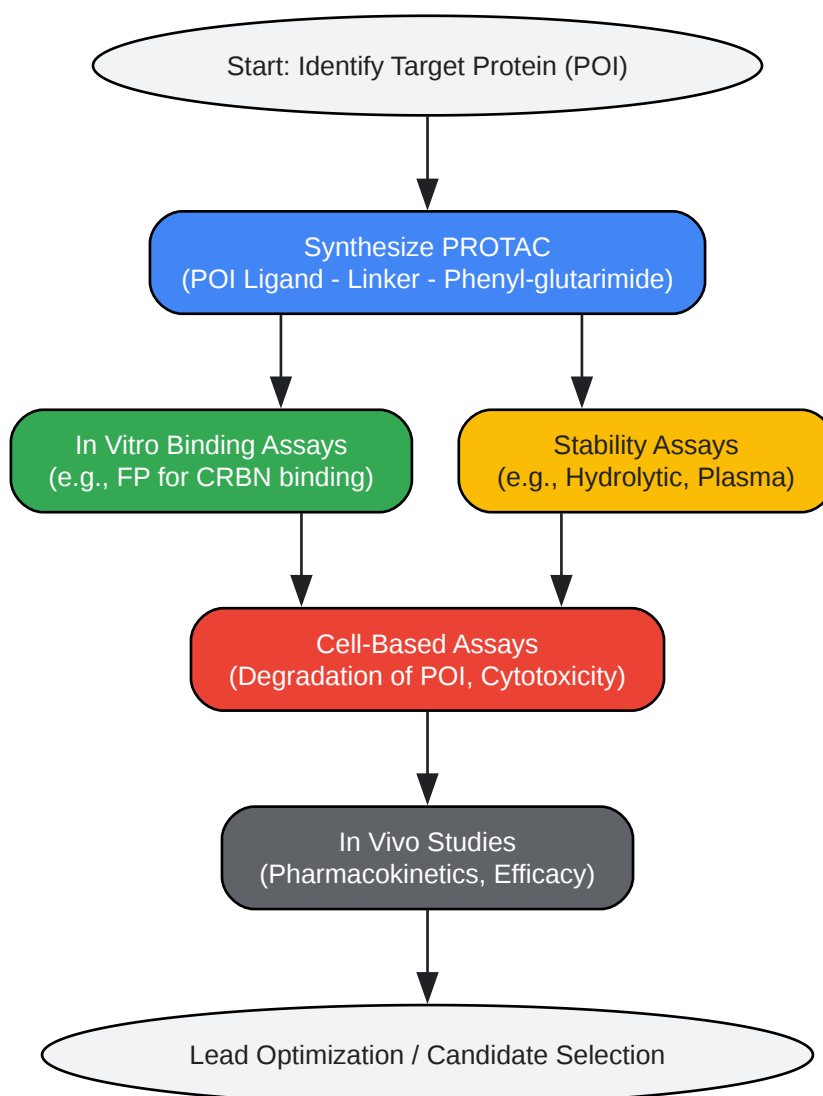 Start: Identify Target Protein (POI)
Synthesize PROTAC
(POI Ligand - Linker - Phenyl-glutarimide)
In Vitro Binding Assays
(e.g., FP for CRBN binding)
Stability Assays
(e.g., Hydrolytic, Plasma)
Cell-Based Assays
(Degradation of POI, Cytotoxicity)
In Vivo Studies
(Pharmacokinetics, Efficacy)
Lead Optimization / Candidate Selection